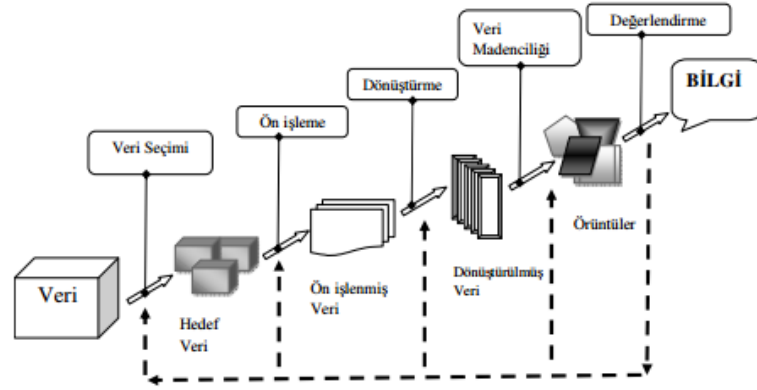 Veri
Madenciliği
Değerlendirme
BİLGİ
Dönüştürme
Ön işleme
Veri Seçimi
Örüntüler
Dönüştürülmüş
Veri
Ön işlenmiş
Veri
Veri
Hedef
Veri